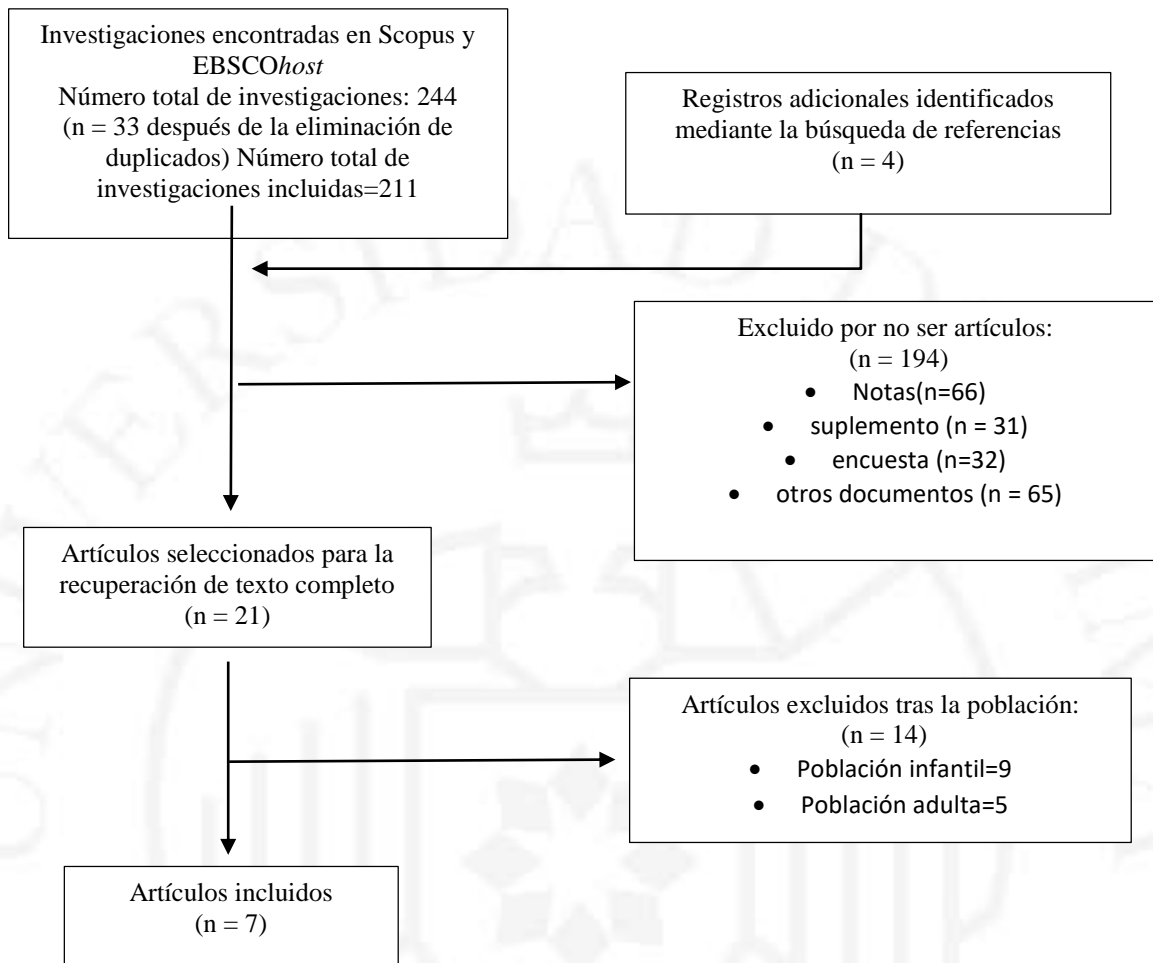 Investigaciones encontradas en Scopus y
EBSCOhost
Número total de investigaciones: 244
(n = 33 después de la eliminación de
duplicados) Número total de
investigaciones incluidas=211
Registros adicionales identificados
mediante la búsqueda de referencias
(n = 4)
Excluido por no ser artículos:
(n = 194)
• Notas(n=66)
• suplemento (n = 31)
• encuesta (n=32)
• otros documentos (n = 65)
Artículos seleccionados para la
recuperación de texto completo
(n = 21)
Artículos excluidos tras la población:
(n = 14)
• Población infantil=9
• Población adulta=5
Artículos incluidos
(n = 7)